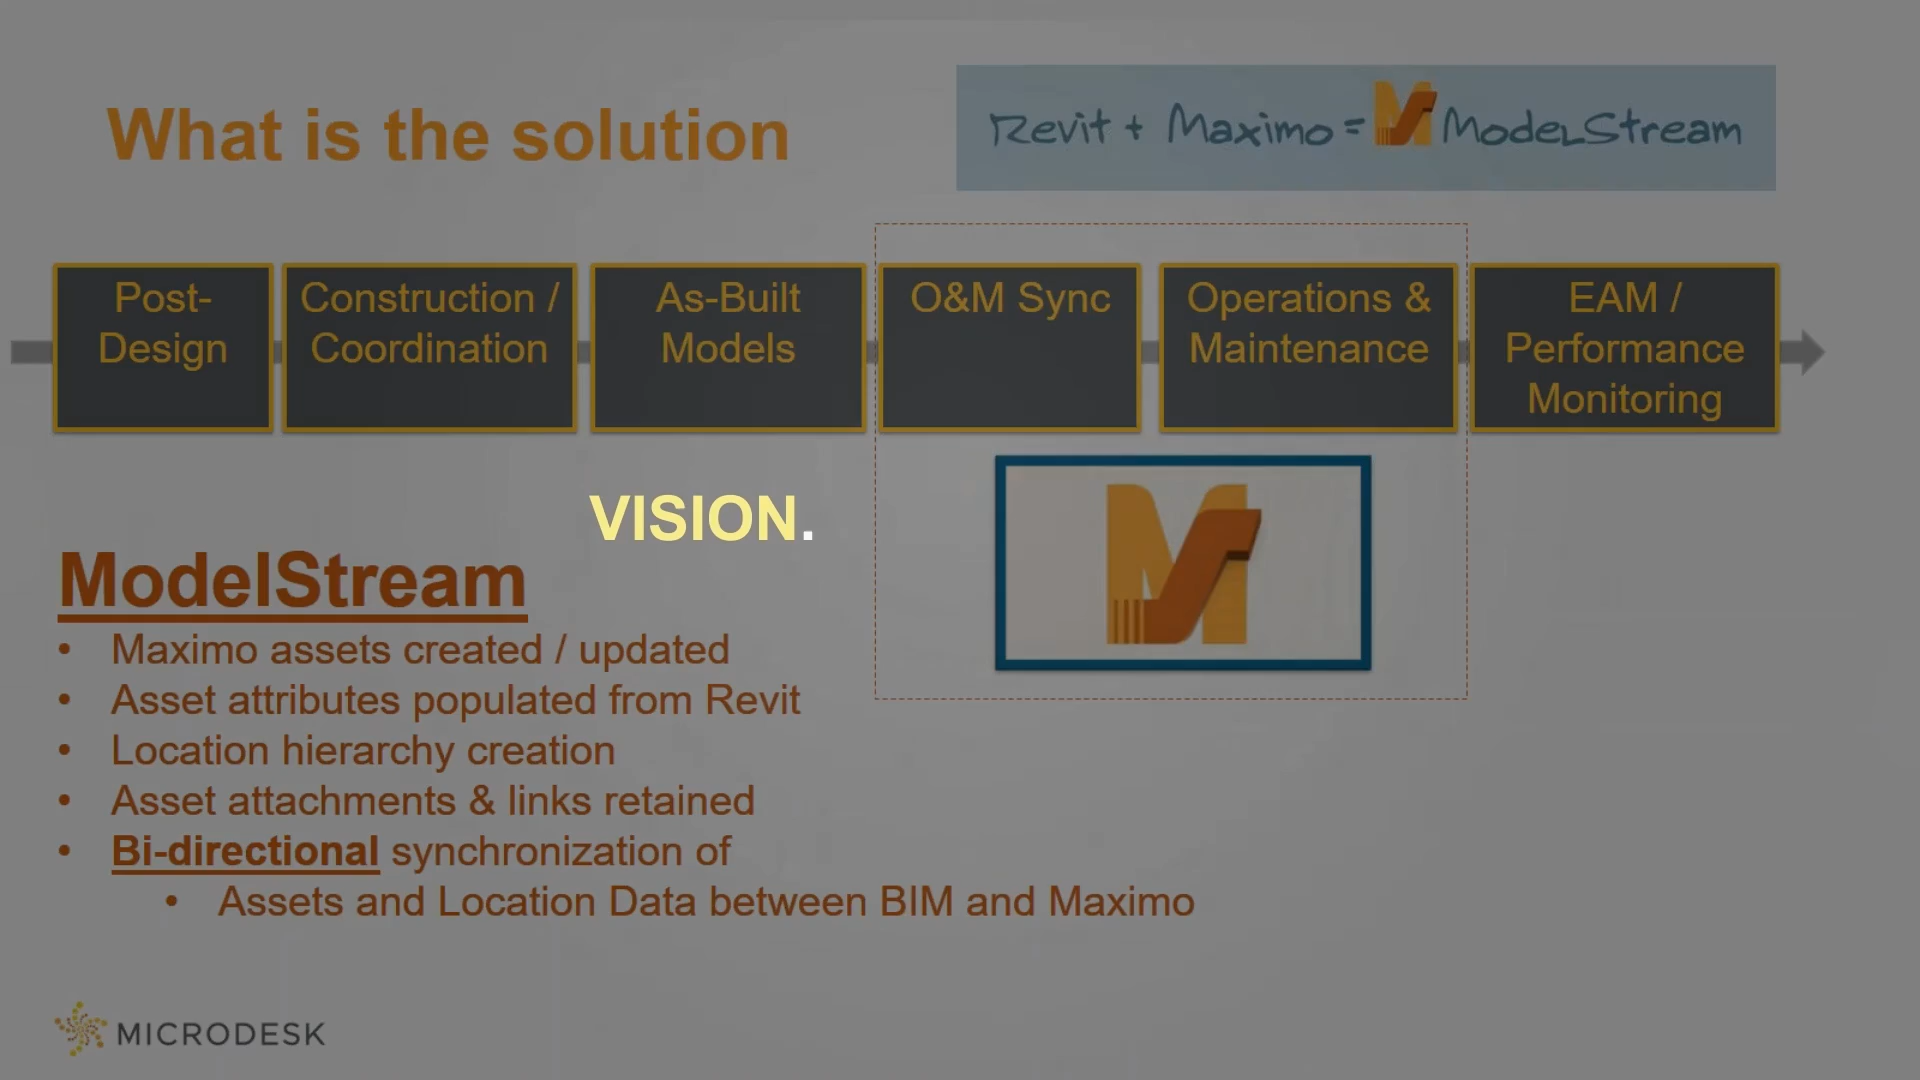 What is the solution
Revit + Maximo = ModelStream
Post-
Design
Construction /
Coordination
As-Built
Models
O&M Sync
Operations &
Maintenance
EAM /
Performance
Monitoring
VISION.
ModelStream
• Maximo assets created / updated
• Asset attributes populated from Revit
• Location hierarchy creation
• Asset attachments & links retained
• Bi-directional synchronization of
• Assets and Location Data between BIM and Maximo
MICRODESK